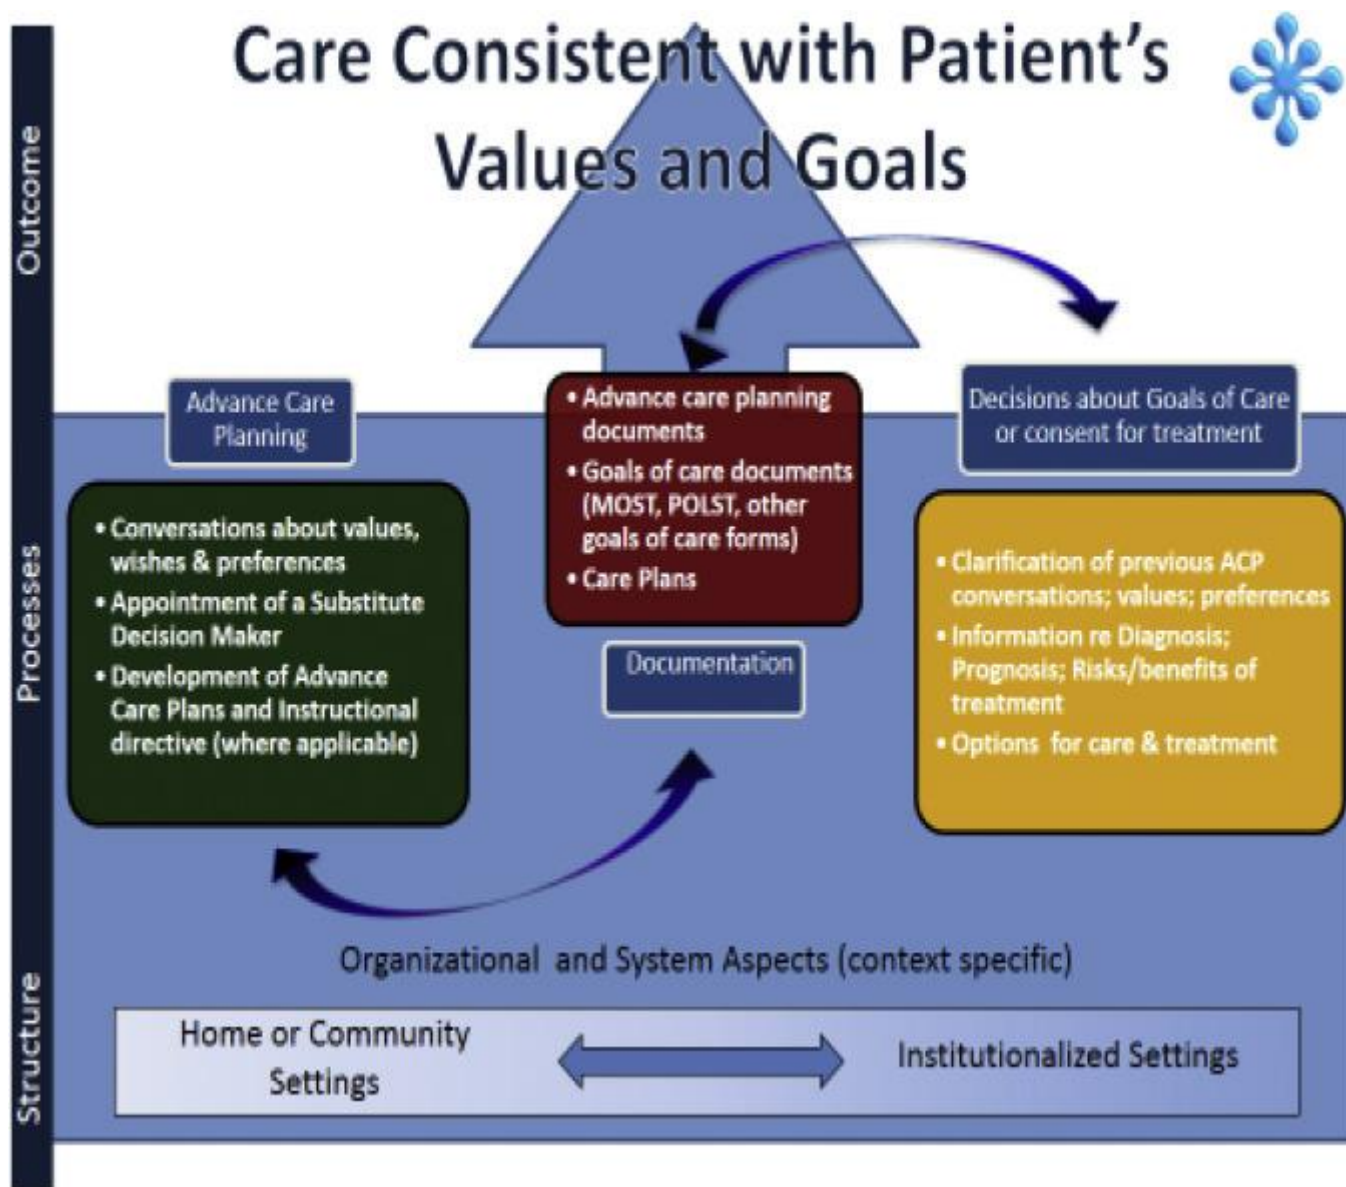 Care Consistent with Patient's
Values and Goals
Outcome
Processes
Structure
Advance Care
Planning
• Conversations about values,
wishes & preferences
• Appointment of a Substitute
Decision Maker
• Development of Advance
Care Plans and Instructional
directive (where applicable)
• Advance care planning
documents
• Goals of care documents
(MOST, POLST, other
goals of care forms)
• Care Plans
Documentation
Decisions about Goals of Care
or consent for treatment
• Clarification of previous ACP
conversations; values; preferences
• Information re Diagnosis;
Prognosis; Risks/benefits of
treatment
• Options for care & treatment
Organizational and System Aspects (context specific)
Home or Community
Settings
Institutionalized Settings